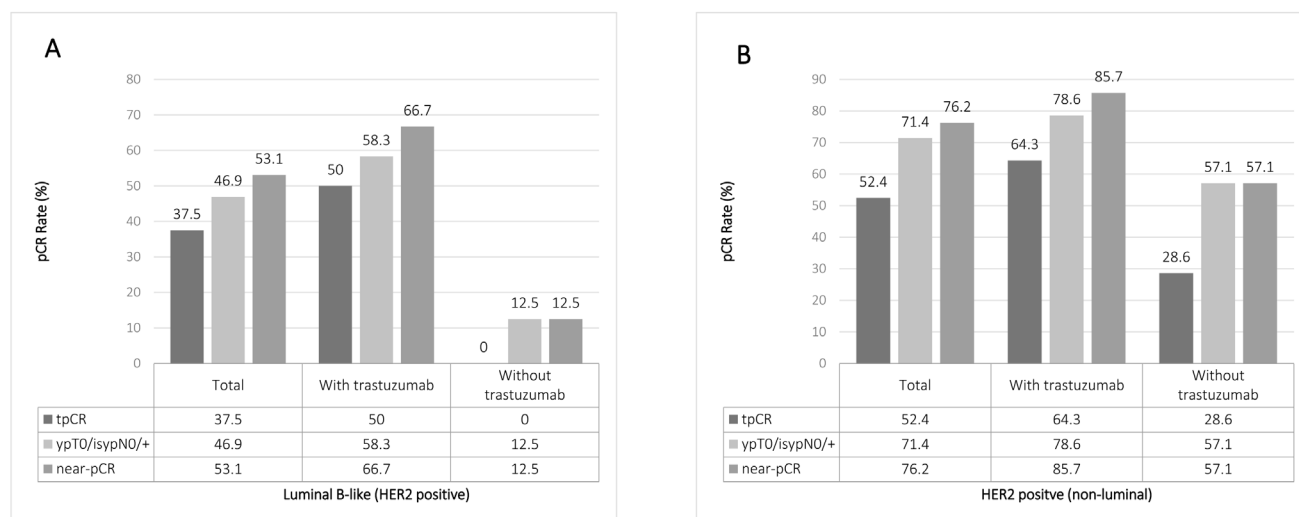 A
80
70
60
50
40
30
20
10
0
pCR Rate (%)
37.5
46.9
53.1
50
58.3
66.7
0
12.5
12.5
Total
With trastuzumab
Without
trastuzumab
tpCR 37.5 50 0
ypT0/isypN0/+ 46.9 58.3 12.5
near-pCR 53.1 66.7 12.5
Luminal B-like (HER2 positive)
B
90
80
70
60
50
40
30
20
10
0
pCR Rate (%)
52.4
71.4
76.2
64.3
78.6
85.7
28.6
57.1
57.1
Total
With trastuzumab
Without
trastuzumab
tpCR 52.4 64.3 28.6
ypT0/isypN0/+ 71.4 78.6 57.1
near-pCR 76.2 85.7 57.1
HER2 positve (non-luminal)